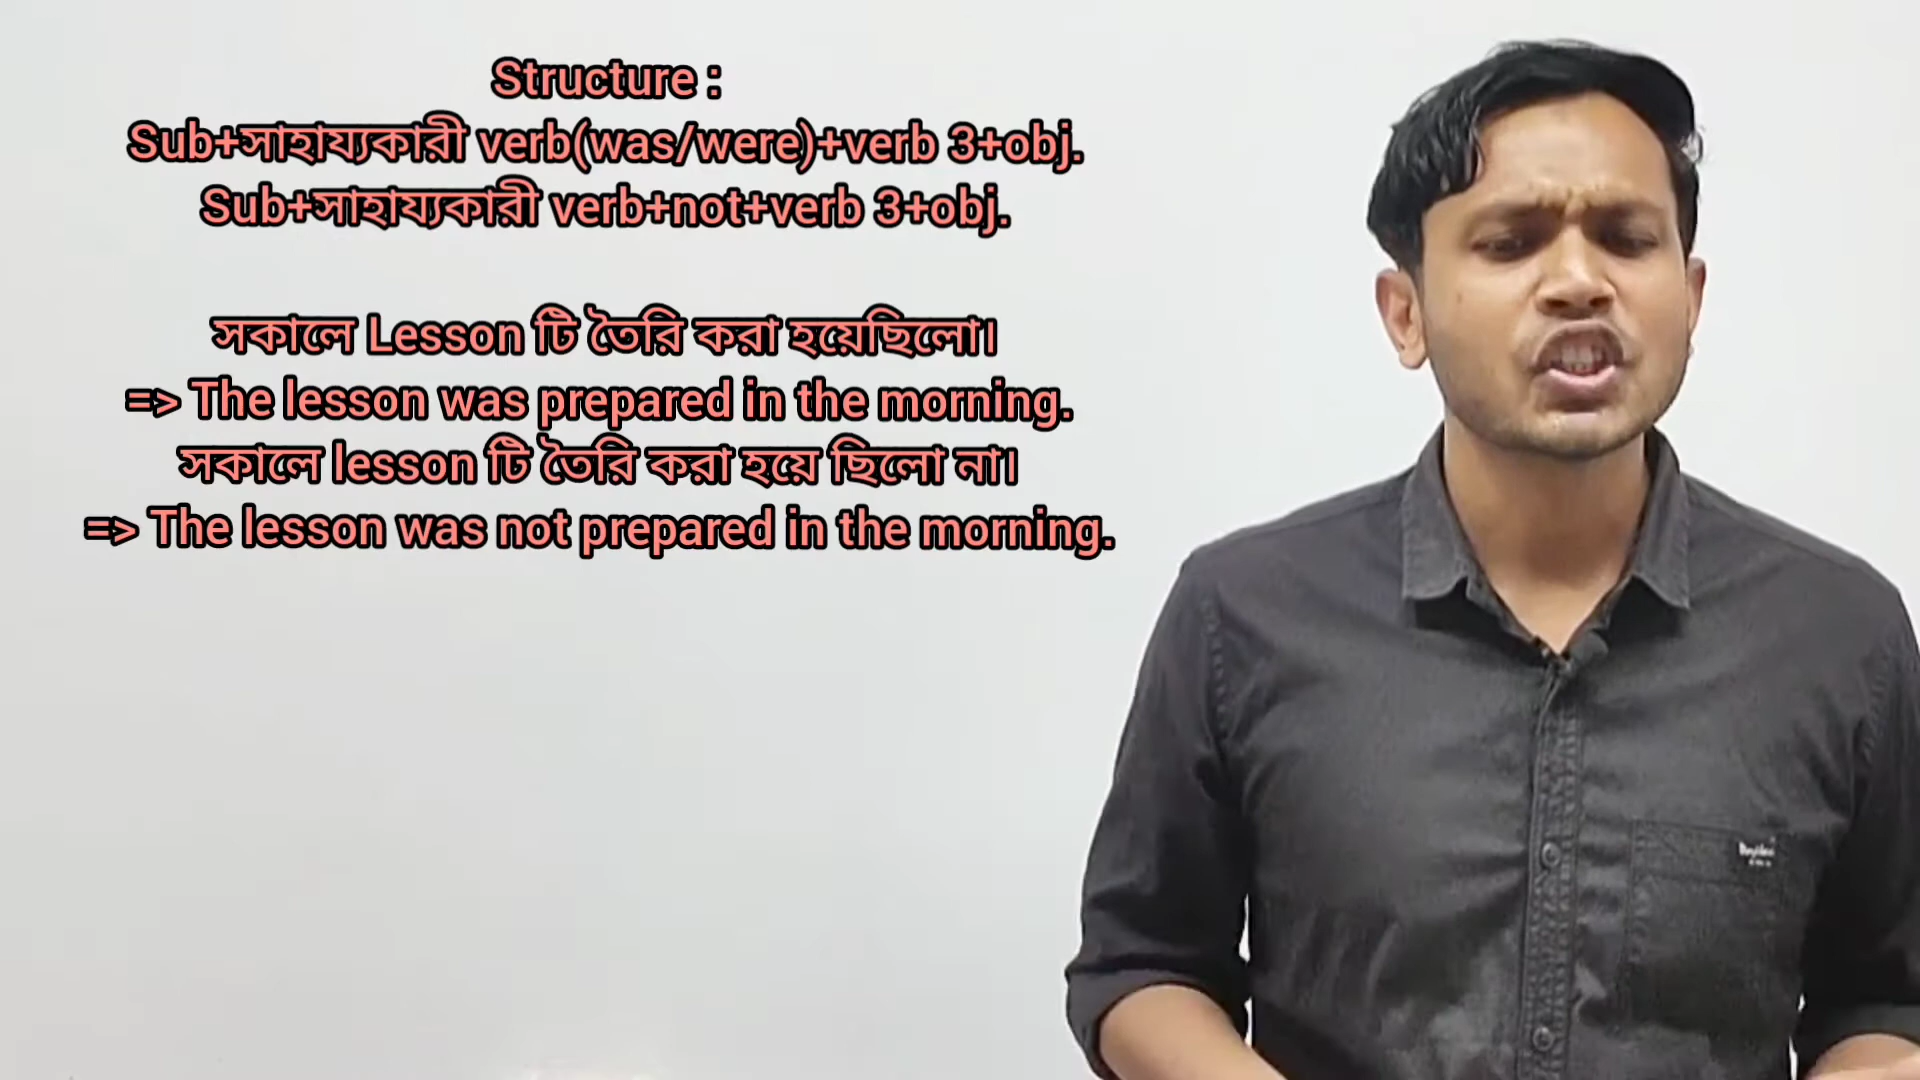 Structure :
Sub+সাহায্যকারী verb(was/were)+verb 3+obj.
Sub+সাহায্যকারী verb+not+verb 3+obj.
সকালে Lesson টি তৈরি করা হয়েছিলো।
=> The lesson was prepared in the morning.
সকালে lesson টি তৈরি করা হয়ে ছিলো না।
=> The lesson was not prepared in the morning.